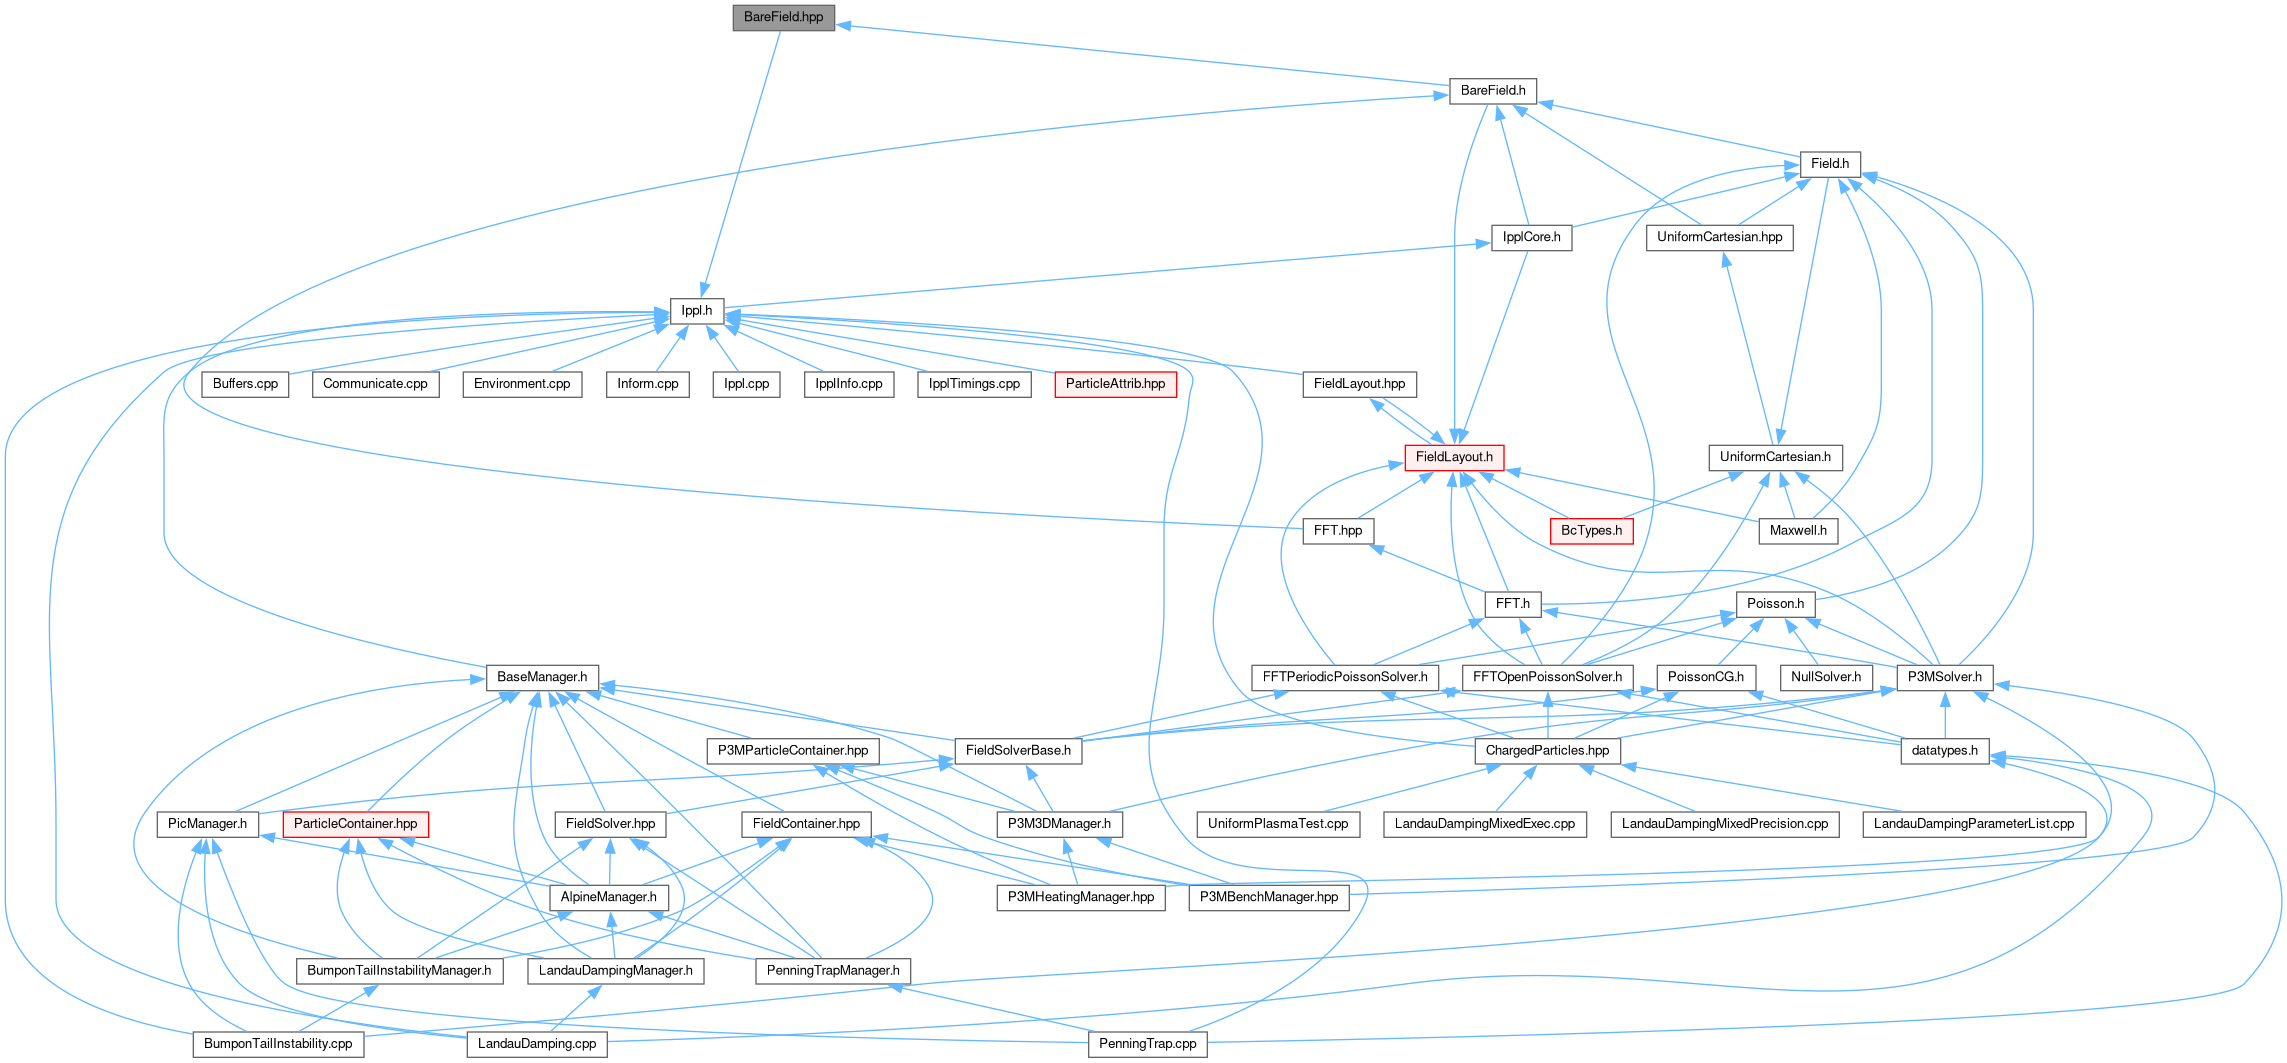 BareField.hpp
BareField.h
Field.h
IpplCore.h
UniformCartesian.hpp
Ippl.h
Buffers.cpp
Communicate.cpp
Environment.cpp
Inform.cpp
Ippl.cpp
IpplInfo.cpp
IpplTimings.cpp
ParticleAttrib.hpp
FieldLayout.hpp
FieldLayout.h
UniformCartesian.h
FFT.hpp
BcTypes.h
Maxwell.h
FFT.h
Poisson.h
BaseManager.h
FFTPeriodicPoissonSolver.h
FFTOpenPoissonSolver.h
PoissonCG.h
NullSolver.h
P3MSolver.h
P3MParticleContainer.hpp
FieldSolverBase.h
ChargedParticles.hpp
datatypes.h
PicManager.h
ParticleContainer.hpp
FieldSolver.hpp
FieldContainer.hpp
P3M3DManager.h
UniformPlasmaTest.cpp
LandauDampingMixedExec.cpp
LandauDampingMixedPrecision.cpp
LandauDampingParameterList.cpp
AlpineManager.h
P3MHeatingManager.hpp
P3MBenchManager.hpp
BumponTailInstabilityManager.h
LandauDampingManager.h
PenningTrapManager.h
BumponTailInstability.cpp
LandauDamping.cpp
PenningTrap.cpp